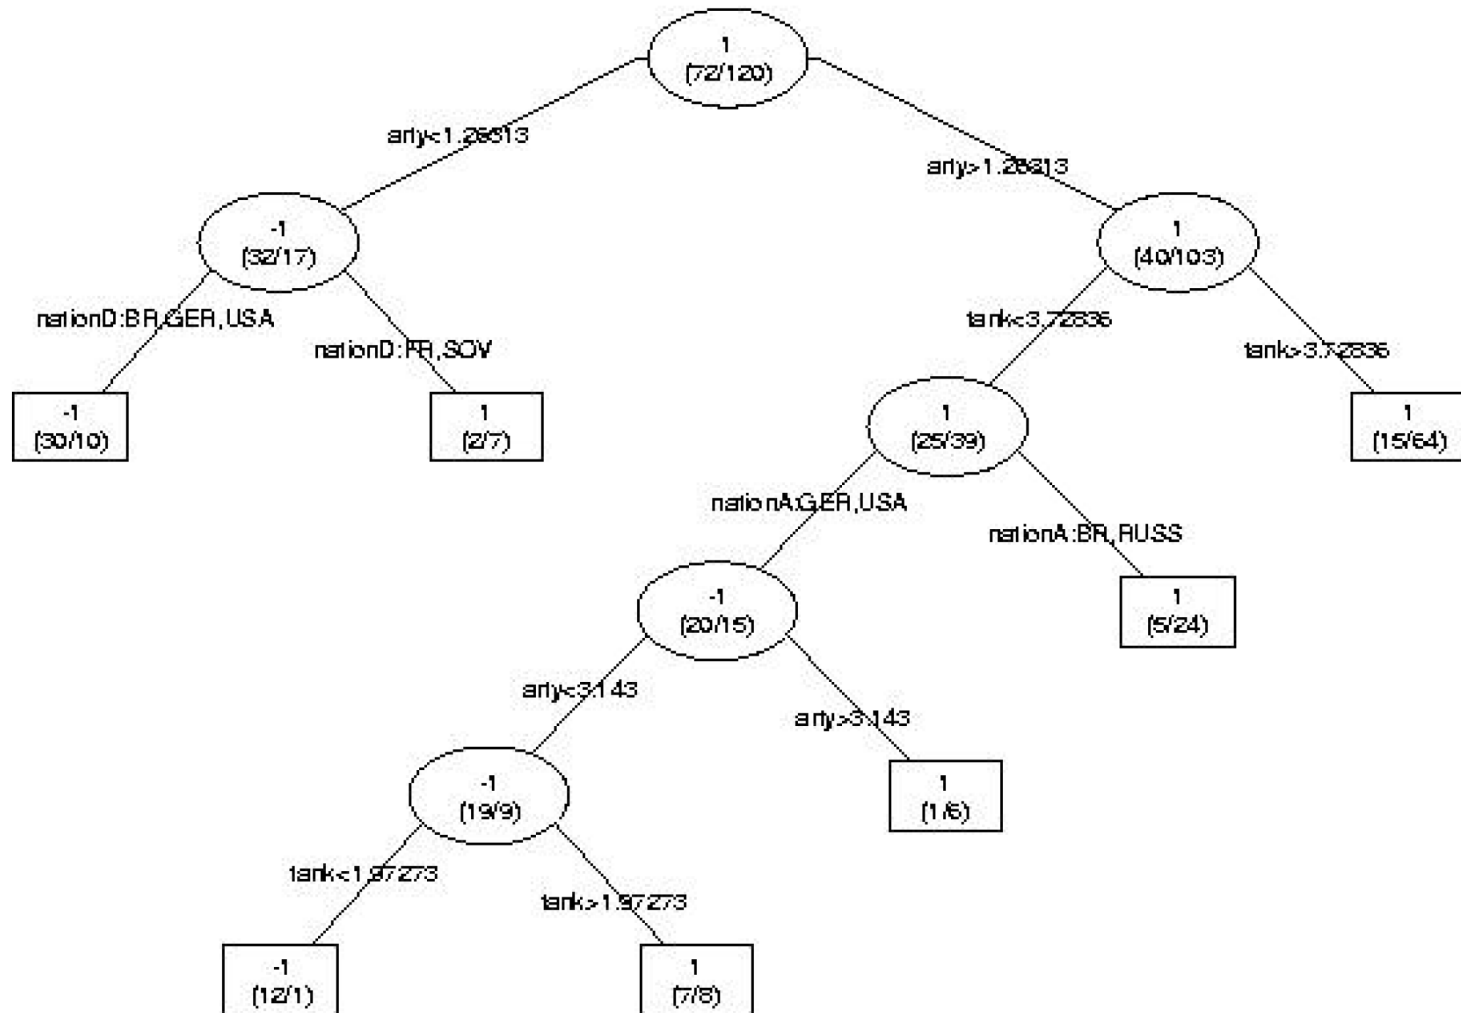 1
(72/120)
arty<1.26313
arty>1.26313
-1
(32/17)
1
(40/103)
nationD:BR,GER,USA
nationD:FR,SOV
tank<3.72836
tank>3.72836
-1
(30/10)
1
(2/7)
1
(25/39)
1
(15/64)
nationA:GER,USA
nationA:BR,RUSS
-1
(20/15)
1
(5/24)
arty<3.143
arty>3.143
-1
(19/9)
1
(1/6)
tank<1.97273
tank>1.97273
-1
(12/1)
1
(7/8)